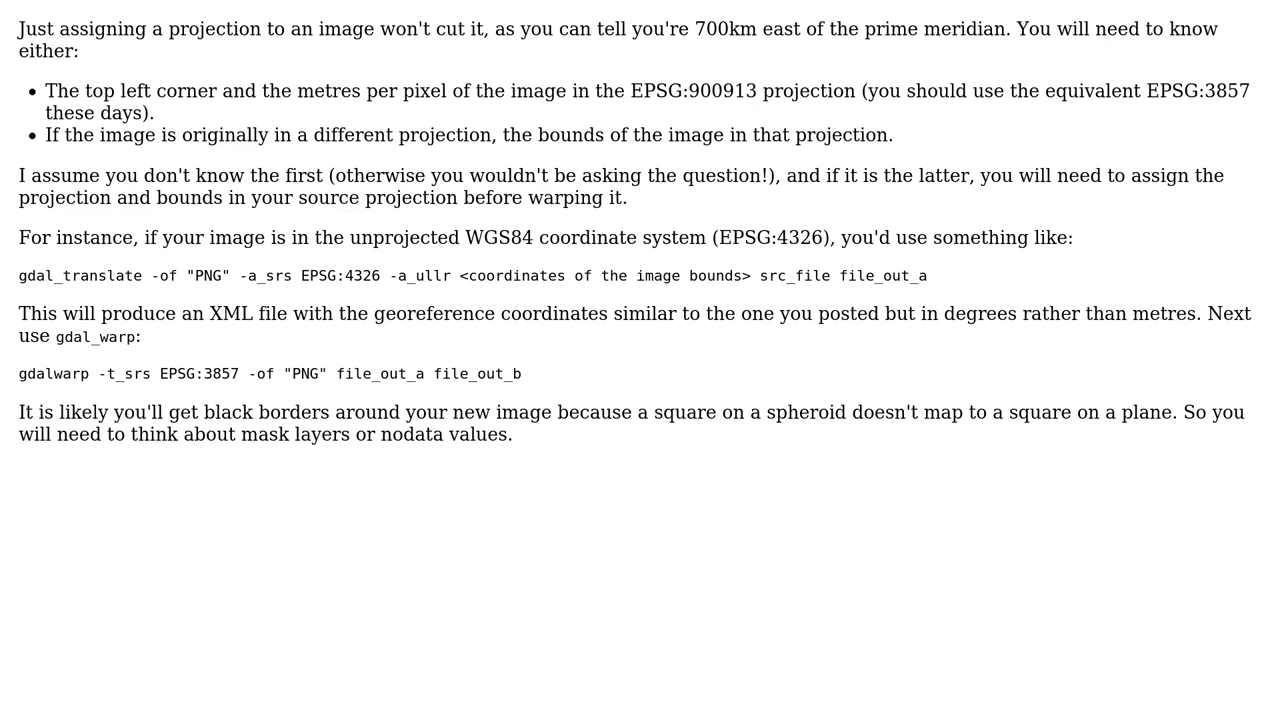 Just assigning a projection to an image won't cut it, as you can tell you're 700km east of the prime meridian. You will need to know
either:
• The top left corner and the metres per pixel of the image in the EPSG:900913 projection (you should use the equivalent EPSG:3857
these days).
• If the image is originally in a different projection, the bounds of the image in that projection.
I assume you don't know the first (otherwise you wouldn't be asking the question!), and if it is the latter, you will need to assign the
projection and bounds in your source projection before warping it.
For instance, if your image is in the unprojected WGS84 coordinate system (EPSG:4326), you'd use something like:
gdal_translate -of "PNG" -a_srs EPSG:4326 -a_ullr <coordinates of the image bounds> src_file file_out_a
This will produce an XML file with the georeference coordinates similar to the one you posted but in degrees rather than metres. Next
use gdal_warp:
gdalwarp -t_srs EPSG:3857 -of "PNG" file_out_a file_out_b
It is likely you'll get black borders around your new image because a square on a spheroid doesn't map to a square on a plane. So you
will need to think about mask layers or nodata values.